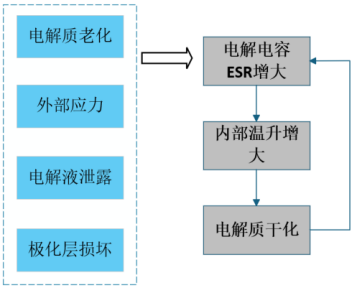 电解质老化
外部应力
电解液泄露
极化层损坏
电解电容
ESR增大
内部温升增
大
电解质干化